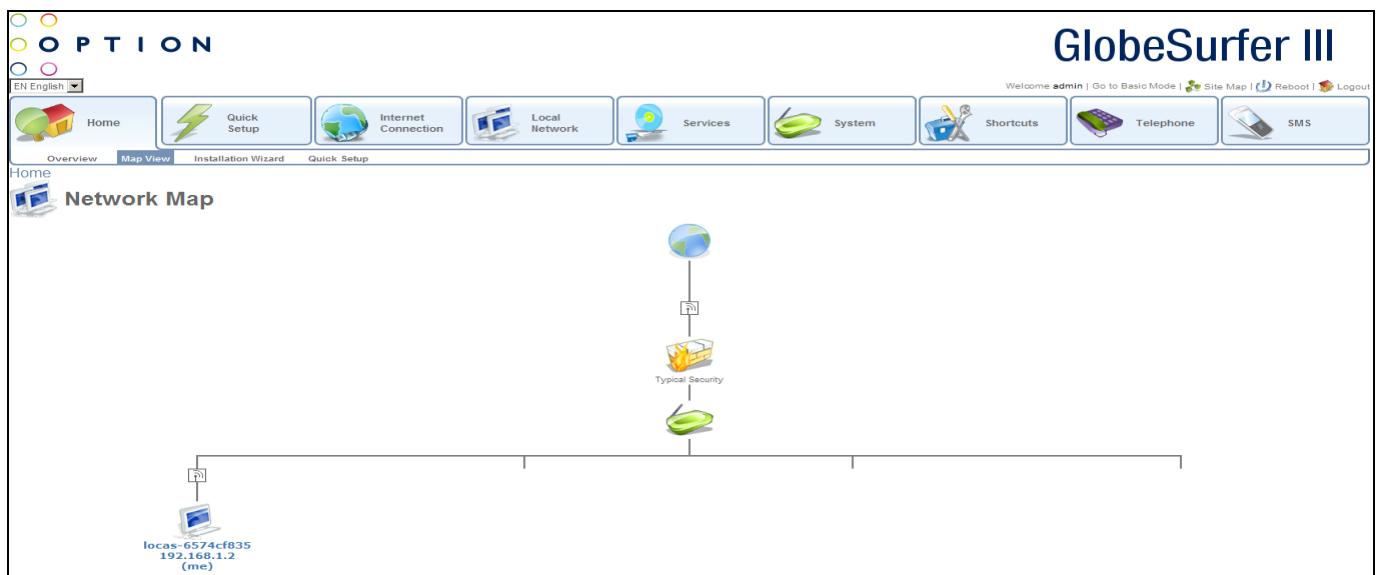 OPTION
GlobeSurfer III
EN English
Welcome admin | Go to Basic Mode | Site Map | Reboot | Logout
Home
Quick Setup
Internet Connection
Local Network
Services
System
Shortcuts
Telephone
SMS
Overview Map View Installation Wizard Quick Setup
Home
Network Map
Typical Security
locas-6574cf835
192.168.1.2
(me)